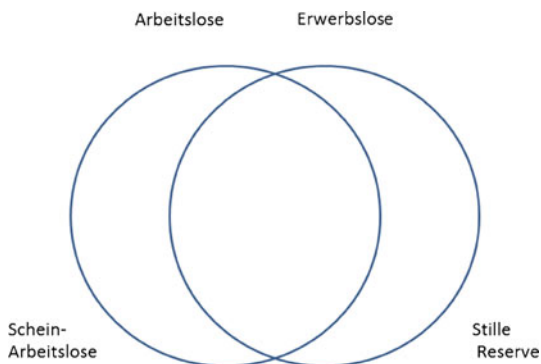 Arbeitslose
Erwerbslose
Schein-
Arbeitslose
Stille
Reserve